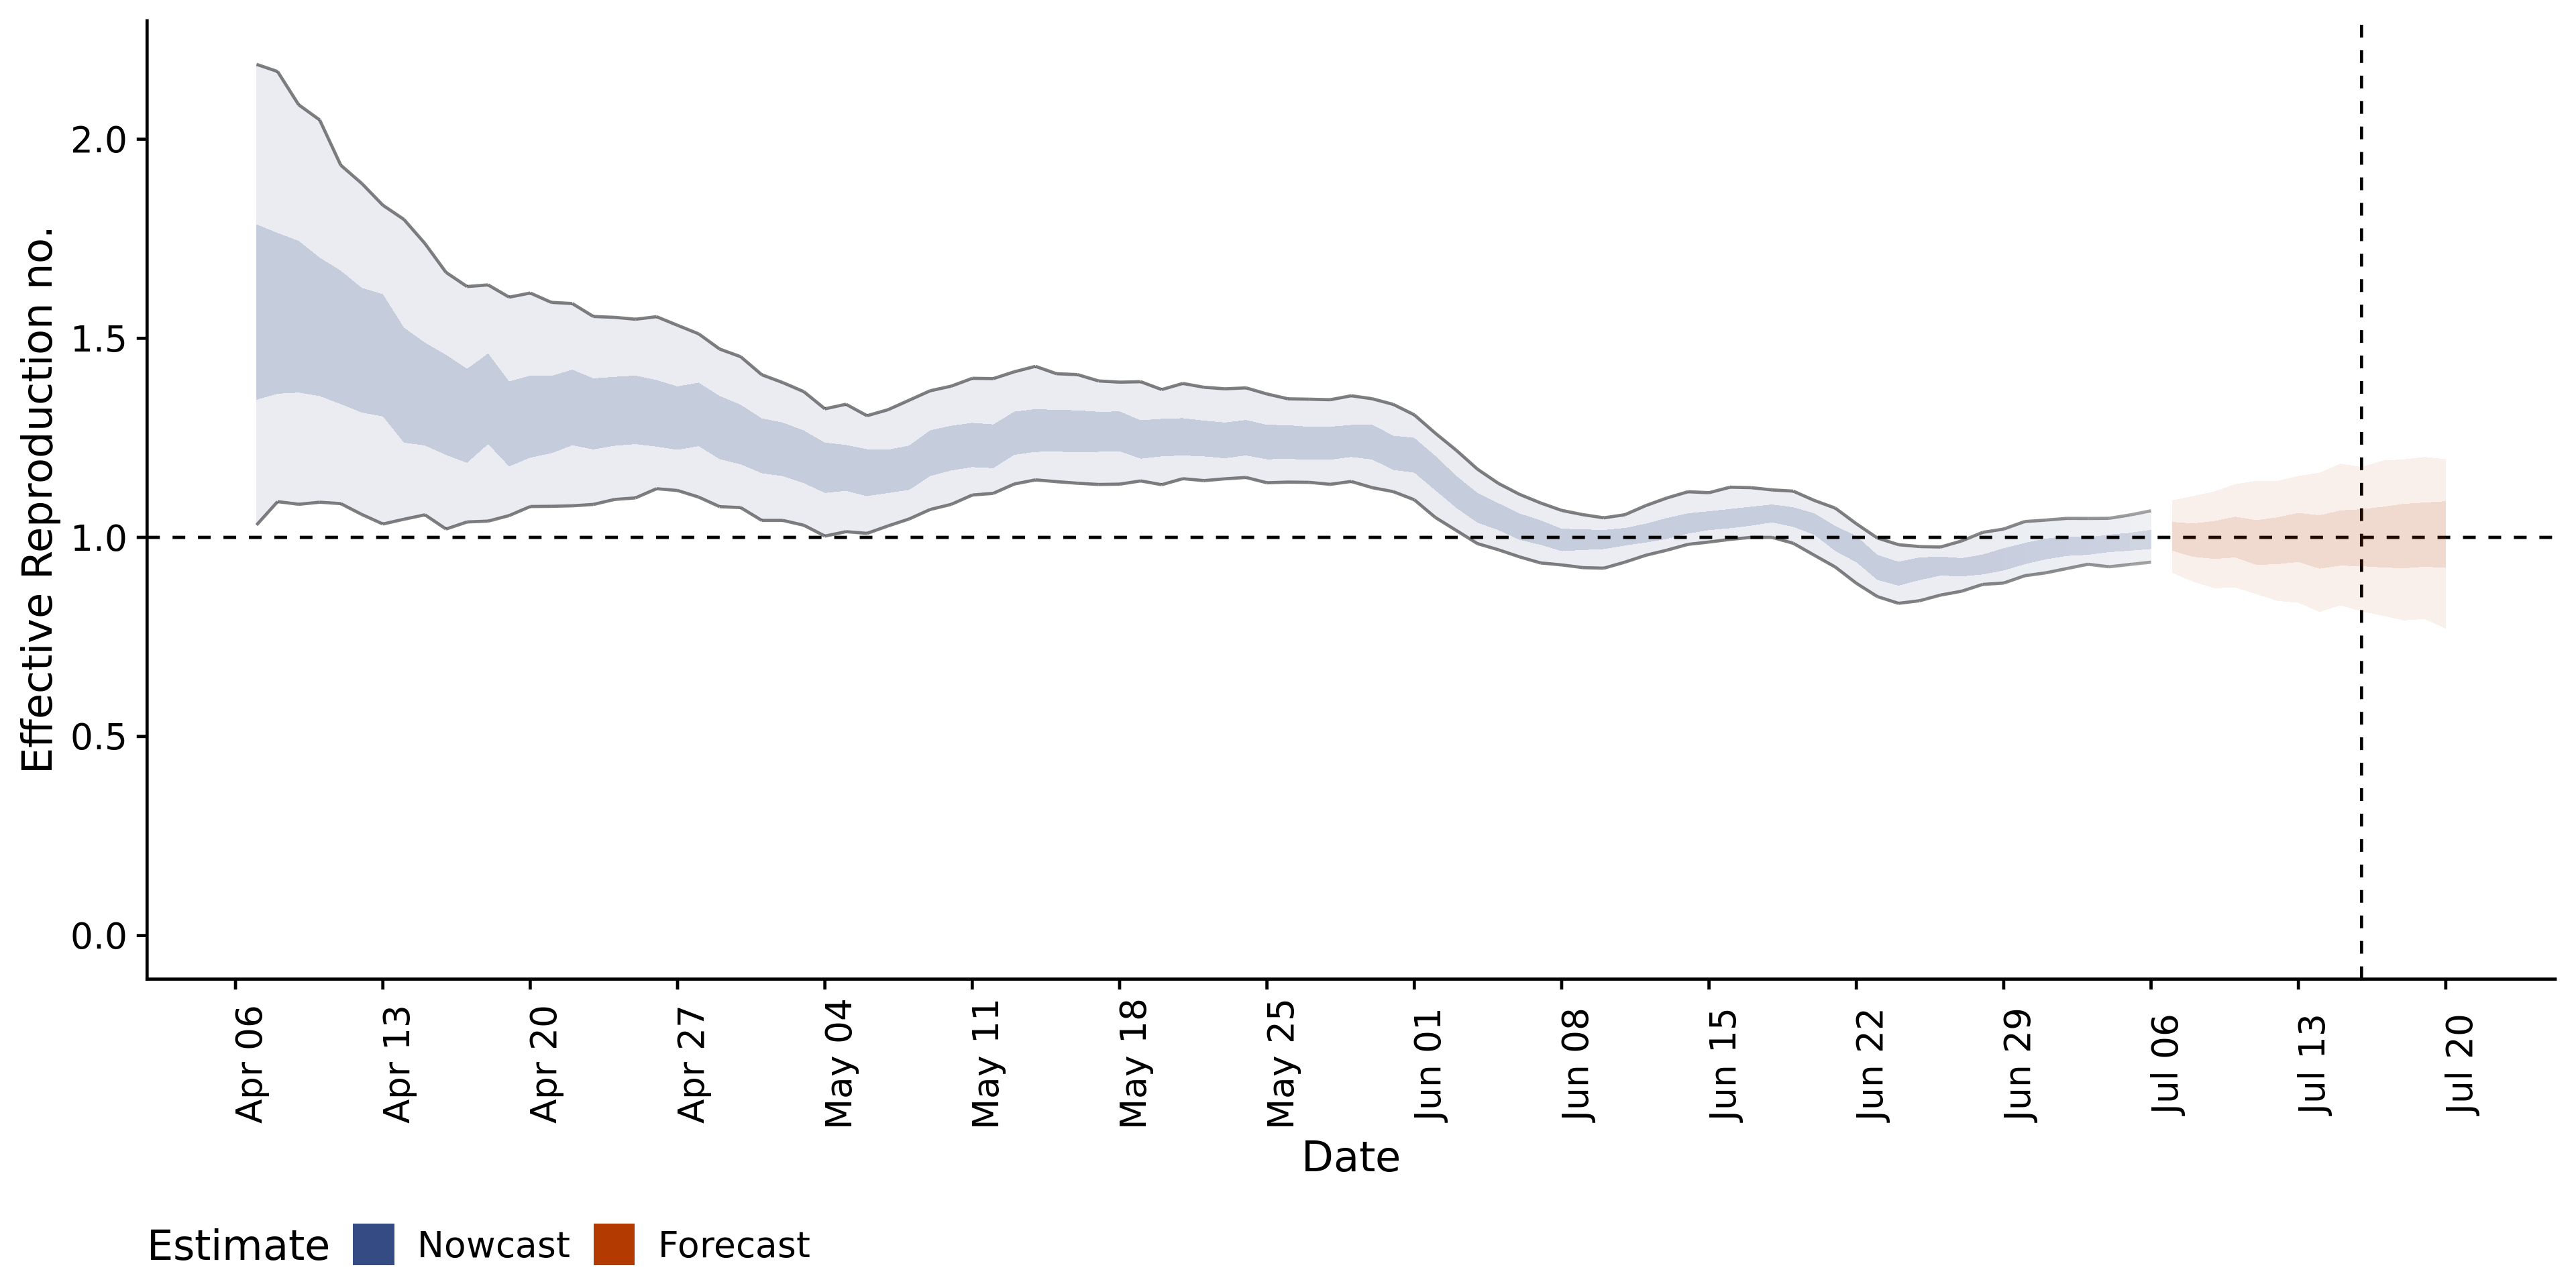 Effective Reproduction no.
2.0
1.5
1.0
0.5
0.0
Apr 06
Apr 13
Apr 20
Apr 27
May 04
May 11
May 18
May 25
Jun 01
Jun 08
Jun 15
Jun 22
Jun 29
Jul 06
Jul 13
Jul 20
Date
Estimate Nowcast Forecast